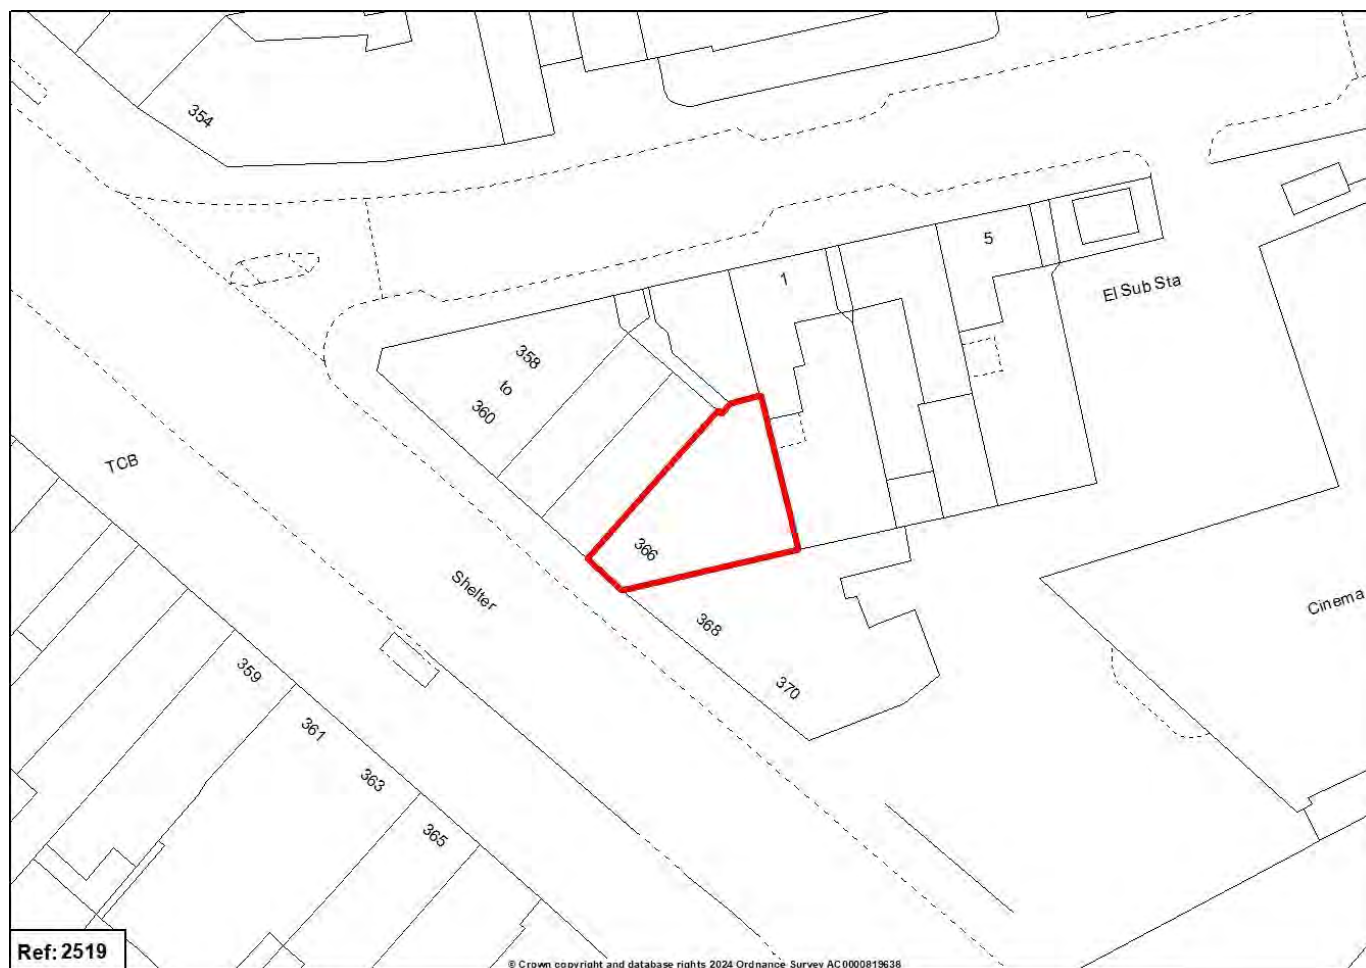 354
5
1
El Sub Sta
358
to
360
TCB
366
Shelter
Cinema
368
359
370
361
363
365
Ref: 2519
© Crown copyright and database rights 2024 Ordnance Survey AC0000819638